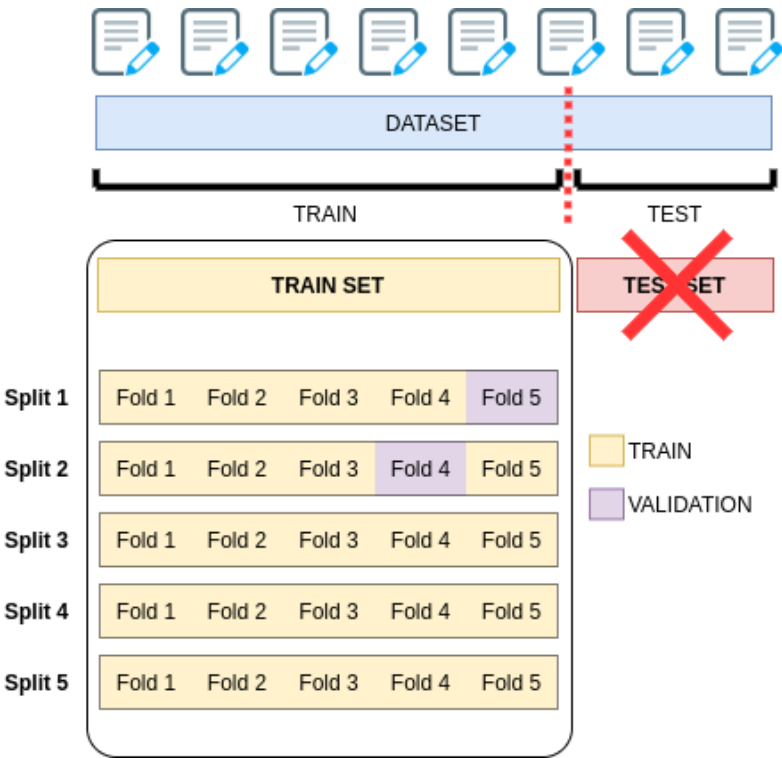 DATASET
TRAIN TEST
TRAIN SET TEST SET
Split 1 Fold 1 Fold 2 Fold 3 Fold 4 Fold 5
TRAIN
Split 2 Fold 1 Fold 2 Fold 3 Fold 4 Fold 5
VALIDATION
Split 3 Fold 1 Fold 2 Fold 3 Fold 4 Fold 5
Split 4 Fold 1 Fold 2 Fold 3 Fold 4 Fold 5
Split 5 Fold 1 Fold 2 Fold 3 Fold 4 Fold 5